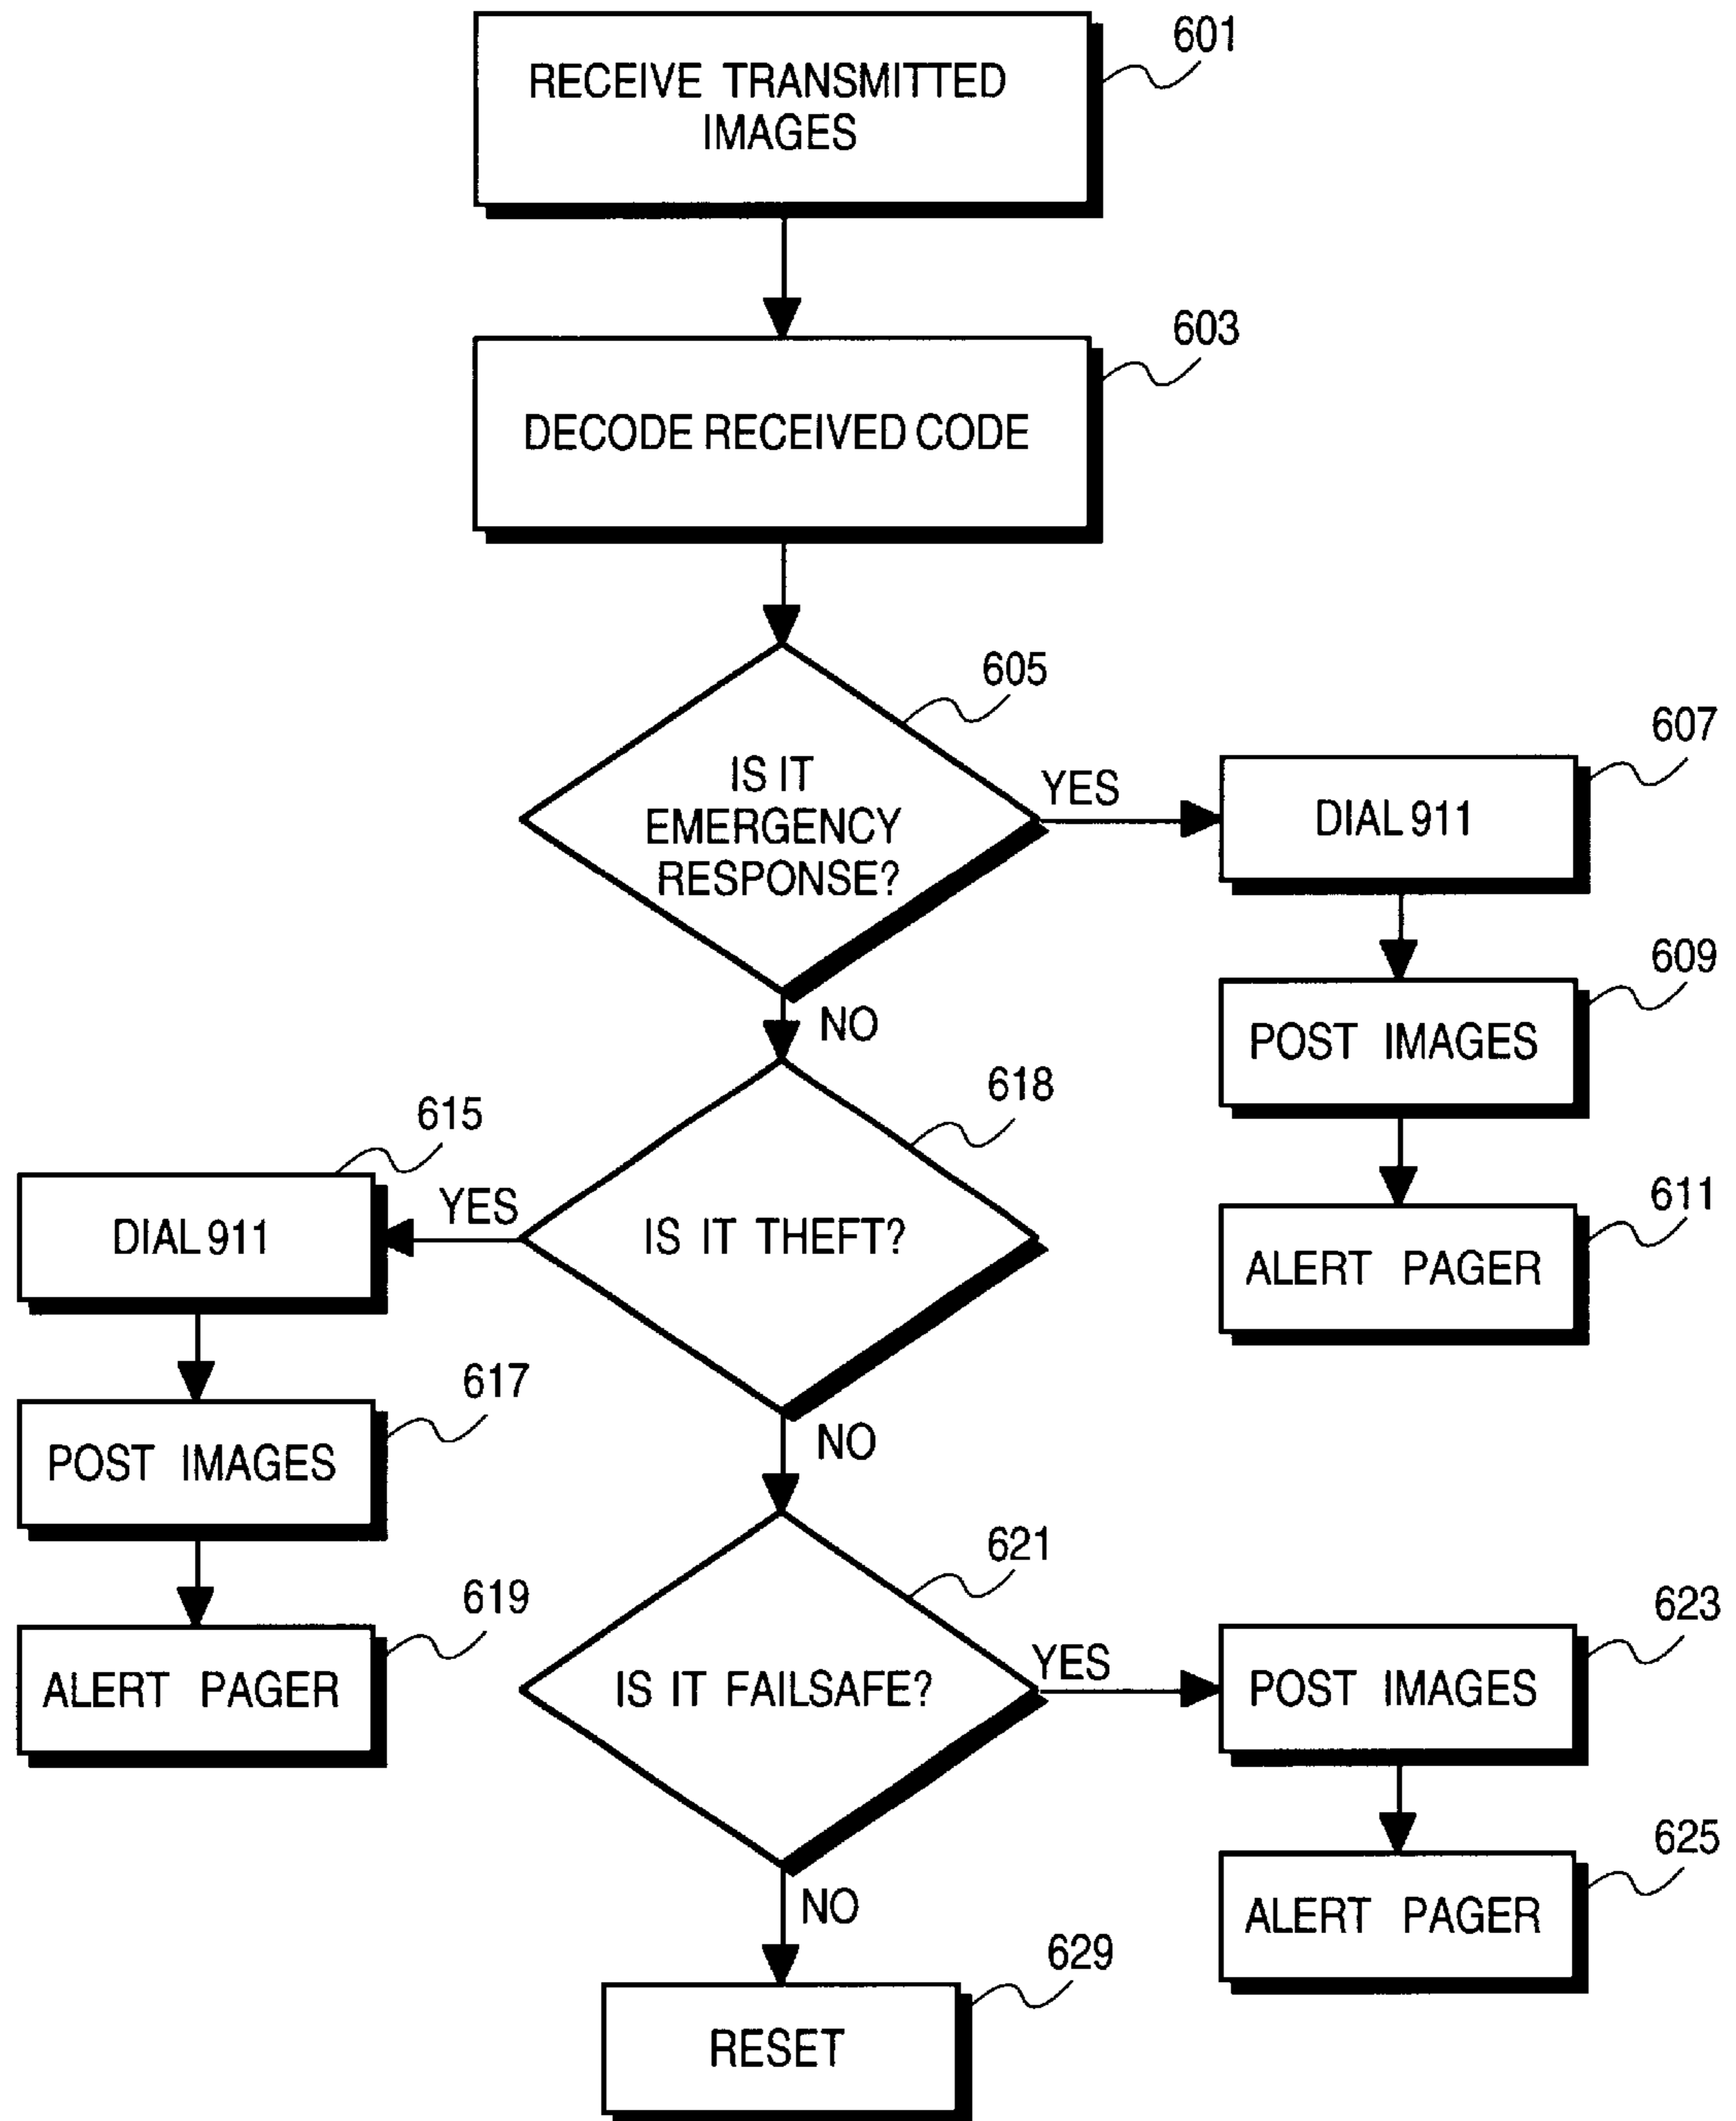 601
RECEIVE TRANSMITTED
IMAGES
603
DECODE RECEIVED CODE
605
IS IT
EMERGENCY
RESPONSE?
YES
607
DIAL 911
609
POST IMAGES
611
ALERT PAGER
NO
618
IS IT THEFT?
YES
615
DIAL 911
617
POST IMAGES
619
ALERT PAGER
NO
621
IS IT FAILSAFE?
YES
623
POST IMAGES
625
ALERT PAGER
NO
629
RESET